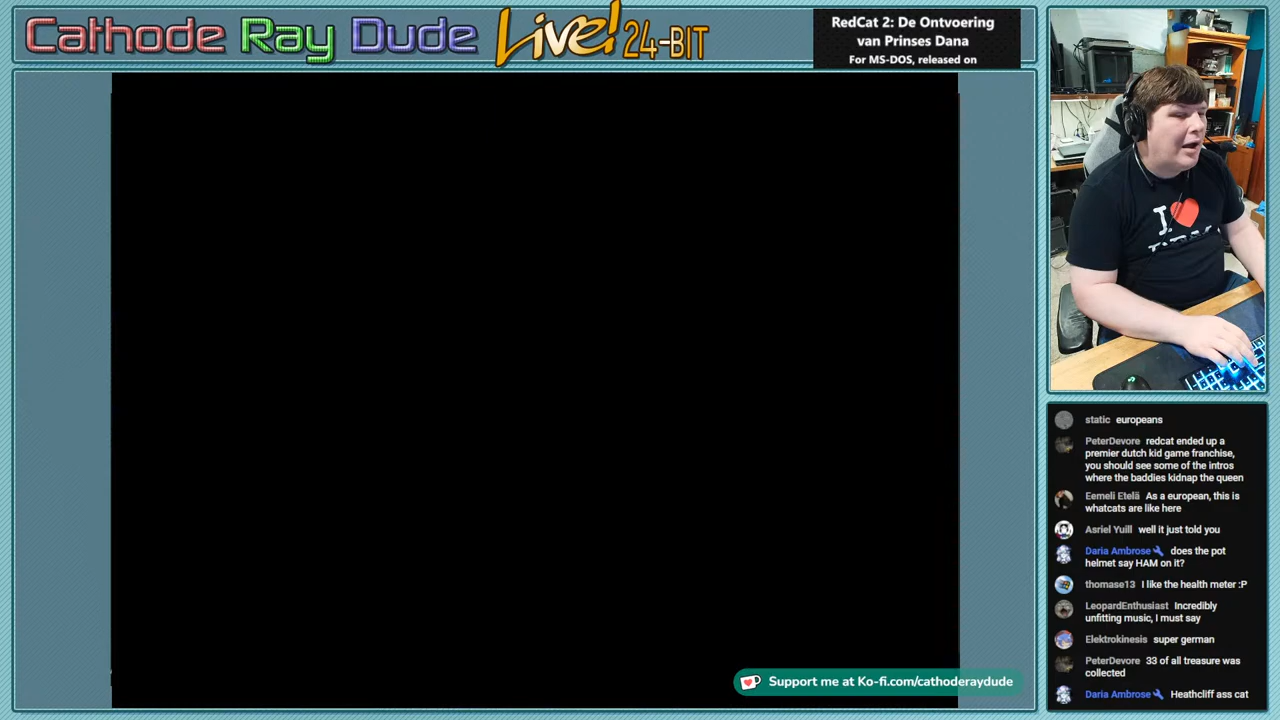 Cathode Ray Dude Live! 24-BIT
RedCat 2: De Ontvoering
van Prinses Dana
For MS-DOS, released on
I
static europeans
PeterDevore redcat ended up a
premier dutch kid game franchise,
you should see some of the intros
where the baddies kidnap the queen
Eemeli Etelä As a european, this is
whatcats are like here
Asriel Yuill well it just told you
Daria Ambrose does the pot
helmet say HAM on it?
thomase13 I like the health meter :P
LeopardEnthusiast Incredibly
unfitting music, I must say
Elektrokinesis super german
PeterDevore 33 of all treasure was
collected
Daria Ambrose Heathcliff ass cat
Support me at Ko-fi.com/cathoderaydude